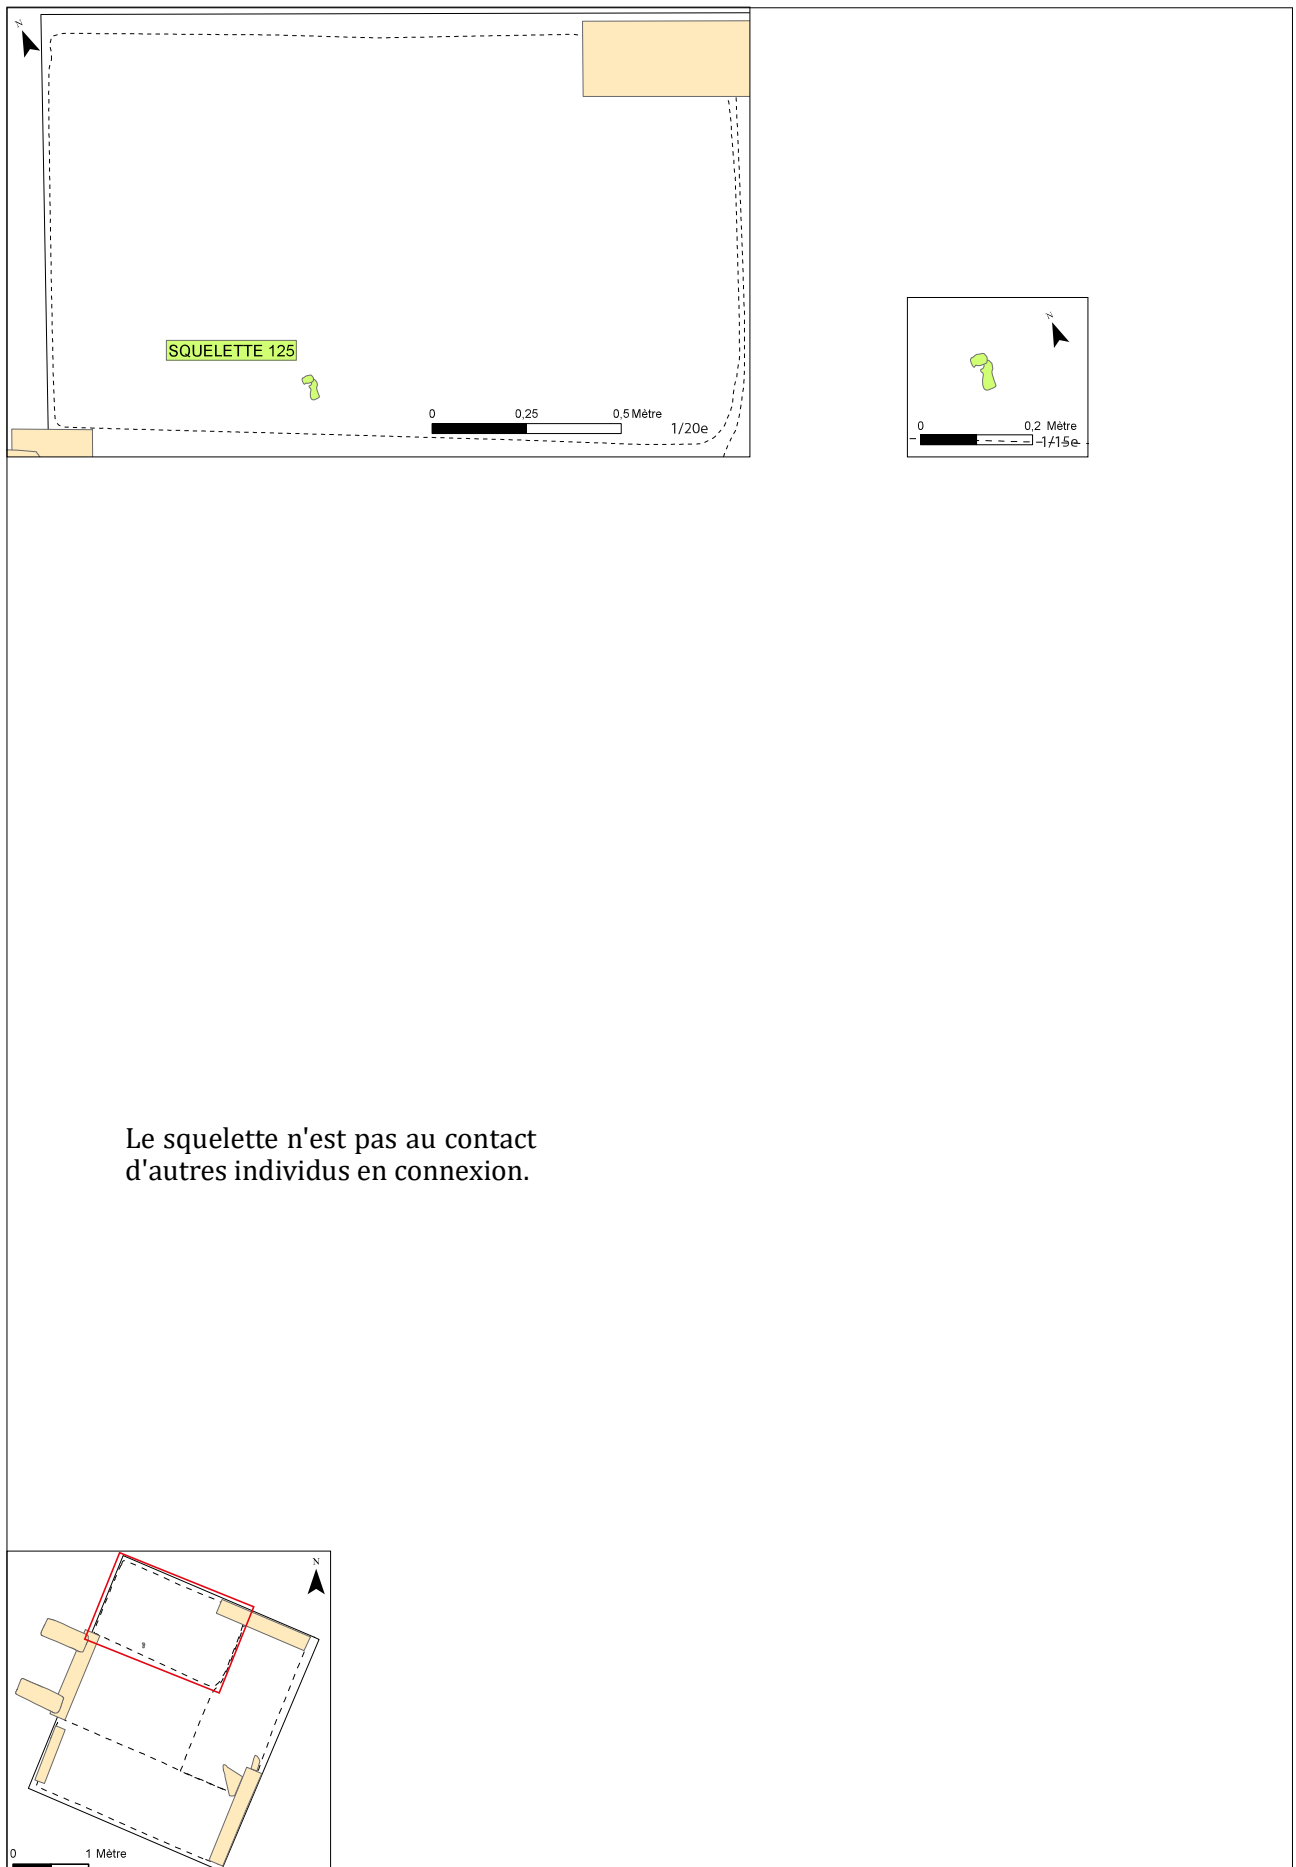 N
SQUELETTE 125
0 0,25 0,5 Mètre
1/20e
N
0 0,2 Mètre
1/15e
Le squelette n'est pas au contact
d'autres individus en connexion.
N
0 1 Mètre